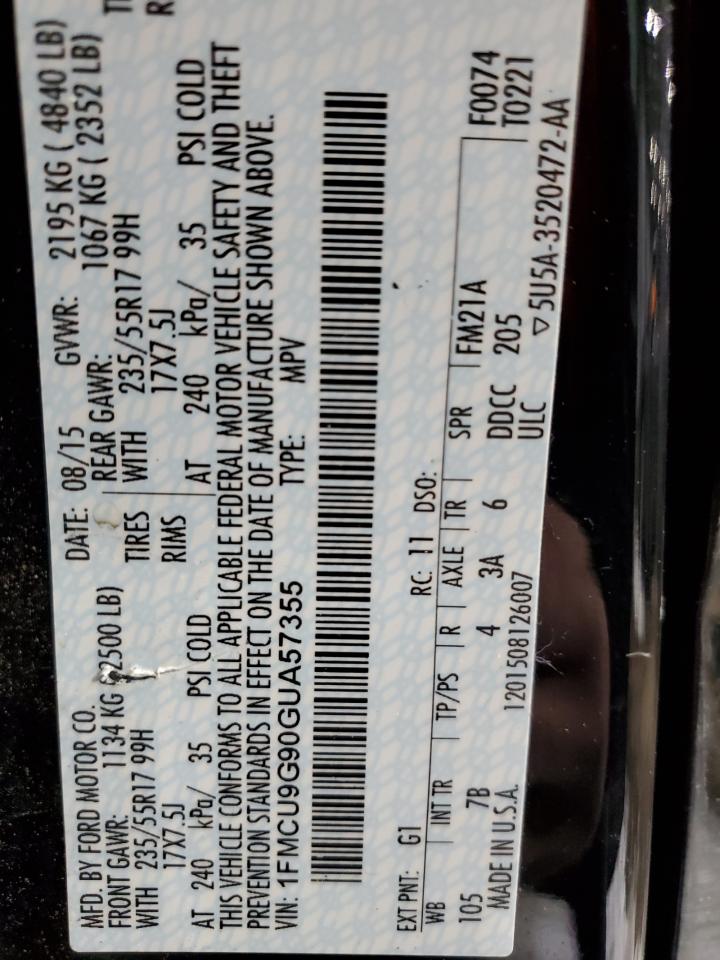 MFD. BY FORD MOTOR CO. DATE: 08/15 GVWR: 2195 KG ( 4840 LB)
FRONT GAWR: 1134 KG ( 2500 LB) REAR GAWR: 1067 KG ( 2352 LB)
WITH 235/55R17 99H TIRES WITH 235/55R17 99H
17X7.5J RIMS 17X7.5J
AT 240 kPa/ 35 PSI COLD AT 240 kPa/ 35 PSI COLD
THIS VEHICLE CONFORMS TO ALL APPLICABLE FEDERAL MOTOR VEHICLE SAFETY AND THEFT
PREVENTION STANDARDS IN EFFECT ON THE DATE OF MANUFACTURE SHOWN ABOVE.
VIN: 1FMCU9G90GUA57355 TYPE: MPV
EXT PNT: G1 RC: 11 DSO: F0074
WB INT TR TP/PS R AXLE TR SPR FM21A T0221
105 7B 4 3A 6 DDCC 205
MADE IN U.S.A. 1201508126007 ULC ▽5U5A-3520472-AA